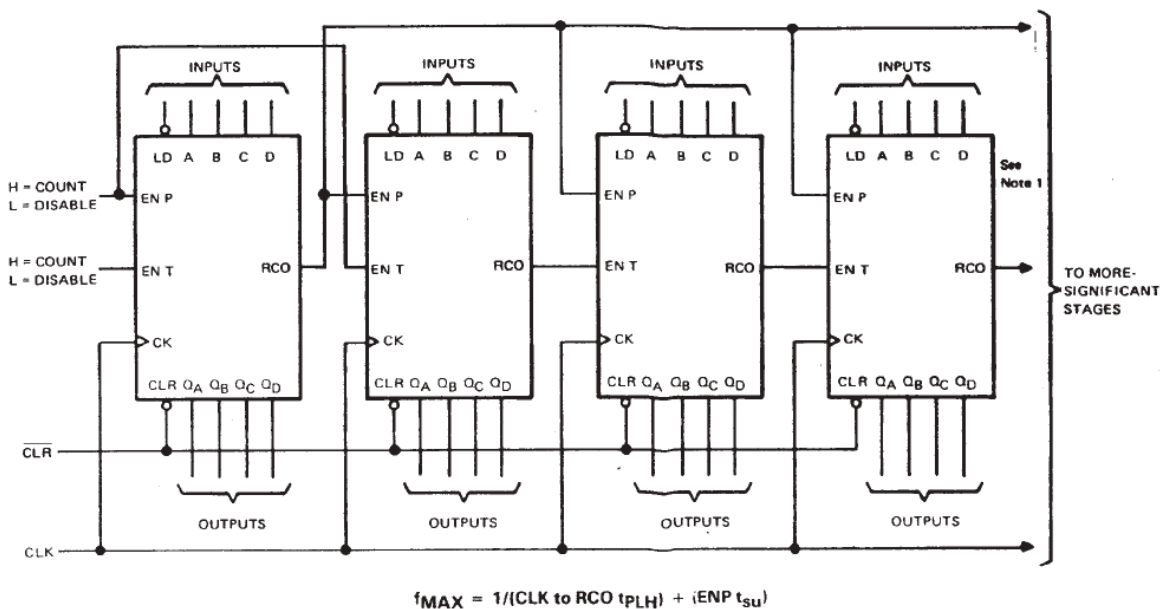 INPUTS
INPUTS
INPUTS
INPUTS
LD A B C D
LD A B C D
LD A B C D
LD A B C D
See
Note 1
H = COUNT
L = DISABLE
EN P
EN P
EN P
EN P
H = COUNT
L = DISABLE
EN T
RCO
EN T
RCO
EN T
RCO
EN T
RCO
TO MORE-
SIGNIFICANT
STAGES
CK
CK
CK
CK
CLR QA QB QC QD
CLR QA QB QC QD
CLR QA QB QC QD
CLR QA QB QC QD
CLR
OUTPUTS
OUTPUTS
OUTPUTS
OUTPUTS
CLK
fMAX = 1/(CLK to RCO tPLH) + (ENP tsu)